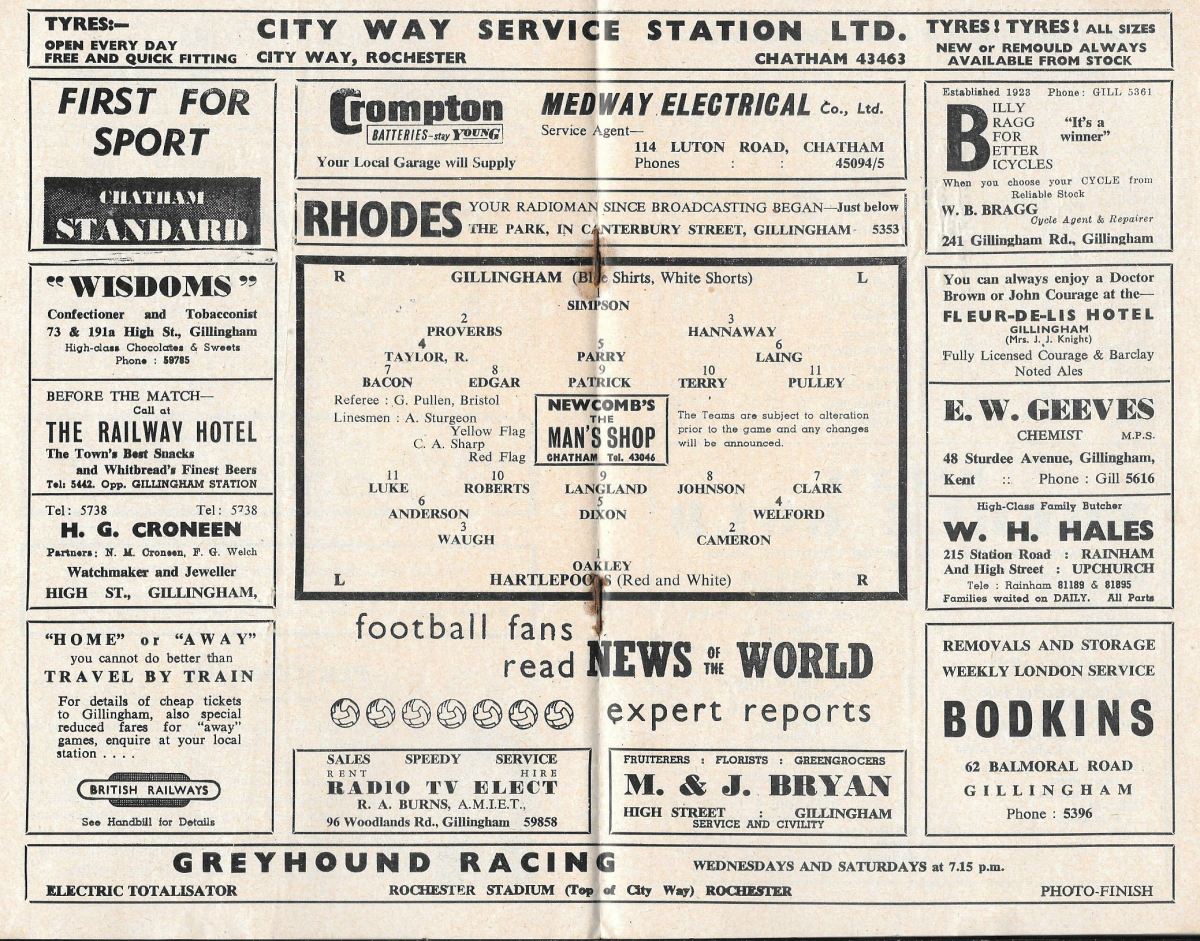 TYRES:—
OPEN EVERY DAY
FREE AND QUICK FITTING
CITY WAY SERVICE STATION LTD.
CITY WAY, ROCHESTER CHATHAM 43463
TYRES! TYRES! ALL SIZES
NEW or REMOULD ALWAYS
AVAILABLE FROM STOCK
FIRST FOR
SPORT
CHATHAM
STANDARD
Crompton
BATTERIES-stay YOUNG
Your Local Garage will Supply
MEDWAY ELECTRICAL Co., Ltd.
Service Agent—
114 LUTON ROAD, CHATHAM
Phones : : 45094/5
Established 1923 Phone: GILL 5361
BILLY
BRAGG
FOR
BETTER
BICYCLES
"It's a
winner"
When you choose your CYCLE from
Reliable Stock
W. B. BRAGG
Cycle Agent & Repairer
241 Gillingham Rd., Gillingham
RHODES
YOUR RADIOMAN SINCE BROADCASTING BEGAN—Just below
THE PARK, IN CANTERBURY STREET, GILLINGHAM- 5353
"WISDOMS"
Confectioner and Tobacconist
73 & 191a High St., Gillingham
High-class Chocolates & Sweets
Phone : 59785
BEFORE THE MATCH—
Call at
THE RAILWAY HOTEL
The Town's Best Snacks
and Whitbread's Finest Beers
Tel: 5442. Opp. GILLINGHAM STATION
Tel: 5738 Tel: 5738
H. G. CRONEEN
Partners: N. M. Croneen, F. G. Welch
Watchmaker and Jeweller
HIGH ST., GILLINGHAM,
R GILLINGHAM (Blue Shirts, White Shorts) L
1
SIMPSON
2 3
PROVERBS HANNAWAY
4 5 6
TAYLOR, R. PARRY LAING
7 8 9 10 11
BACON EDGAR PATRICK TERRY PULLEY
Referee : G. Pullen, Bristol
Linesmen : A. Sturgeon
Yellow Flag
C. A. Sharp
Red Flag
NEWCOMB'S
THE
MAN'S SHOP
CHATHAM Tel. 43046
The Teams are subject to alteration
prior to the game and any changes
will be announced.
11 10 9 8 7
LUKE ROBERTS LANGLAND JOHNSON CLARK
6 5 4
ANDERSON DIXON WELFORD
3 2
WAUGH CAMERON
1
OAKLEY
L HARTLEPOOLS (Red and White) R
You can always enjoy a Doctor
Brown or John Courage at the—
FLEUR-DE-LIS HOTEL
GILLINGHAM
(Mrs. J. J. Knight)
Fully Licensed Courage & Barclay
Noted Ales
E. W. GEEVES
CHEMIST M.P.S.
48 Sturdee Avenue, Gillingham,
Kent :: Phone : Gill 5616
High-Class Family Butcher
W. H. HALES
215 Station Road : RAINHAM
And High Street : UPCHURCH
Tele : Rainham 81189 & 81895
Families waited on DAILY. All Parts
"HOME" or "AWAY"
you cannot do better than
TRAVEL BY TRAIN
For details of cheap tickets
to Gillingham, also special
reduced fares for "away"
games, enquire at your local
station . . . .
BRITISH RAILWAYS
See Handbill for Details
football fans
read NEWS OF THE WORLD
expert reports
SALES SPEEDY SERVICE
RENT HIRE
RADIO TV ELECT
R. A. BURNS, A.M.I.E.T.,
96 Woodlands Rd., Gillingham 59858
FRUITERERS : FLORISTS : GREENGROCERS
M. & J. BRYAN
HIGH STREET : GILLINGHAM
SERVICE AND CIVILITY
REMOVALS AND STORAGE
WEEKLY LONDON SERVICE
BODKINS
62 BALMORAL ROAD
GILLINGHAM
Phone : 5396
GREYHOUND RACING WEDNESDAYS AND SATURDAYS at 7.15 p.m.
ELECTRIC TOTALISATOR ROCHESTER STADIUM (Top of City Way) ROCHESTER PHOTO-FINISH